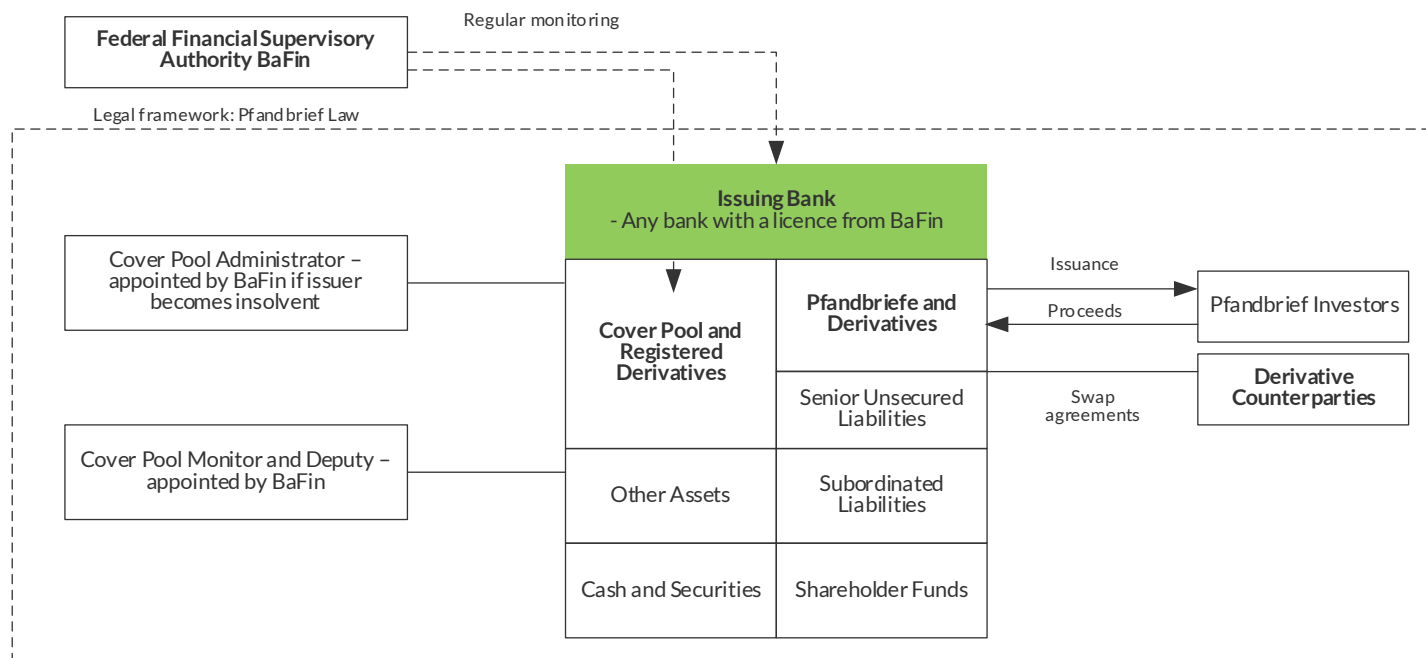 Regular monitoring
Federal Financial Supervisory
Authority BaFin
Legal framework: Pfandbrief Law
Issuing Bank
- Any bank with a licence from BaFin
Cover Pool Administrator –
appointed by BaFin if issuer
becomes insolvent
Cover Pool and
Registered
Derivatives
Pfandbriefe and
Derivatives
Issuance
Proceeds
Pfandbrief Investors
Senior Unsecured
Liabilities
Swap
agreements
Derivative
Counterparties
Cover Pool Monitor and Deputy –
appointed by BaFin
Other Assets
Subordinated
Liabilities
Cash and Securities
Shareholder Funds